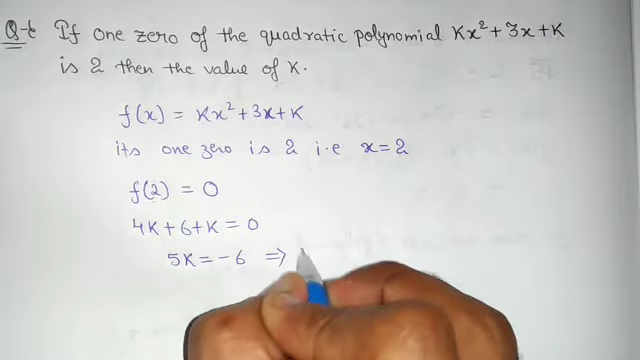 Q-6 If one zero of the quadratic polynomial Kx²+3x+K
is 2 then the value of K.
f(x) = Kx²+3x+K
its one zero is 2 i.e x=2
f(2) = 0
4K+6+K=0
5K=-6 ⇒